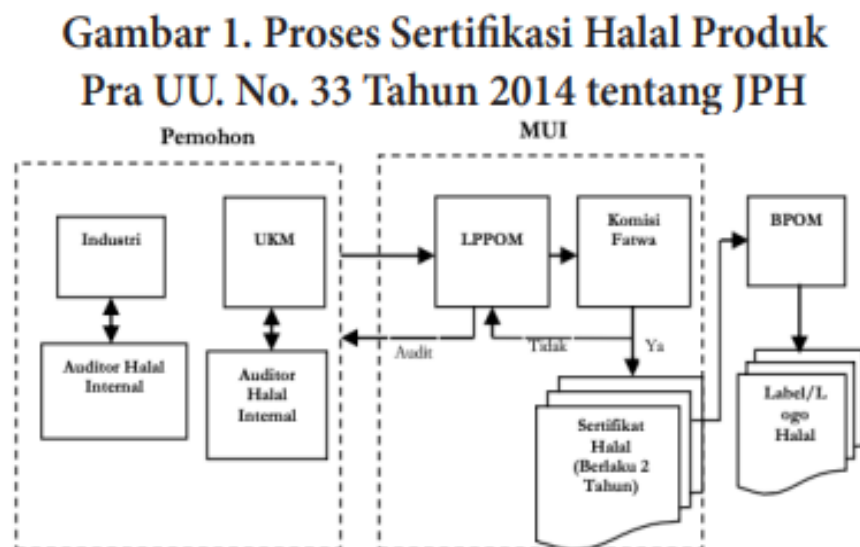 Gambar 1. Proses Sertifikasi Halal Produk
Pra UU. No. 33 Tahun 2014 tentang JPH
Pemohon
MUI
Industri
UKM
LPPOM
Komisi
Fatwa
BPOM
Auditor Halal
Internal
Auditor
Halal
Internal
Audit
Tidak
Ya
Sertifikat
Halal
(Berlaku 2
Tahun)
Label/L
ogo
Halal